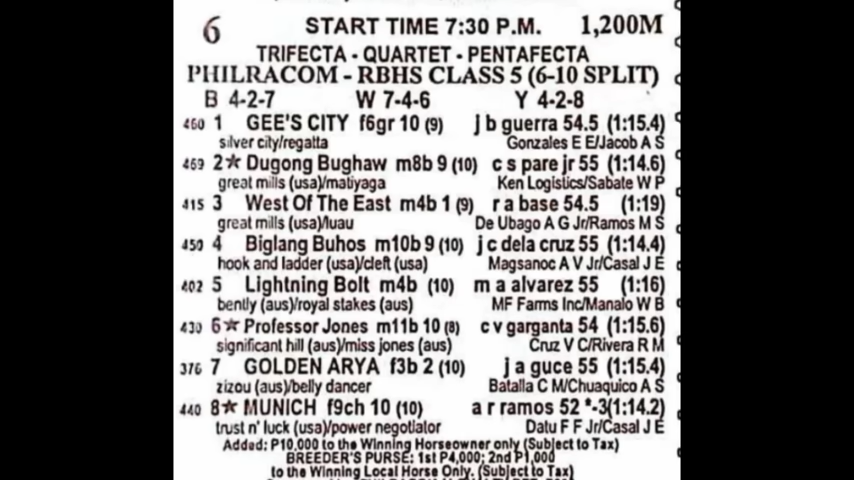 6 START TIME 7:30 P.M. 1,200M
TRIFECTA - QUARTET - PENTAFECTA
PHILRACOM - RBHS CLASS 5 (6-10 SPLIT)
B 4-2-7 W 7-4-6 Y 4-2-8
460 1 GEE'S CITY f6gr 10 (9) j b guerra 54.5 (1:15.4)
silver city/regatta Gonzales E E/Jacob A S
469 2★ Dugong Bughaw m8b 9 (10) c s pare jr 55 (1:14.6)
great mills (usa)/matiyaga Ken Logistics/Sabate W P
415 3 West Of The East m4b 1 (9) r a base 54.5 (1:19)
great mills (usa)/luau De Ubago A G Jr/Ramos M S
450 4 Biglang Buhos m10b 9 (10) j c dela cruz 55 (1:14.4)
hook and ladder (usa)/cleft (usa) Magsanoc A V Jr/Casal J E
402 5 Lightning Bolt m4b (10) m a alvarez 55 (1:16)
bently (aus)/royal stakes (aus) MF Farms Inc/Manalo W B
430 6★ Professor Jones m11b 10 (8) c v garganta 54 (1:15.6)
significant hill (aus)/miss jones (aus) Cruz V C/Rivera R M
376 7 GOLDEN ARYA f3b 2 (10) j a guce 55 (1:15.4)
zizou (aus)/belly dancer Batalla C M/Chuaquico A S
440 8★ MUNICH f9ch 10 (10) a r ramos 52 *-3(1:14.2)
trust n' luck (usa)/power negotiator Datu F F Jr/Casal J E
Added: P10,000 to the Winning Horseowner only (Subject to Tax)
BREEDER'S PURSE: 1st P4,000; 2nd P1,000
to the Winning Local Horse Only. (Subject to Tax)